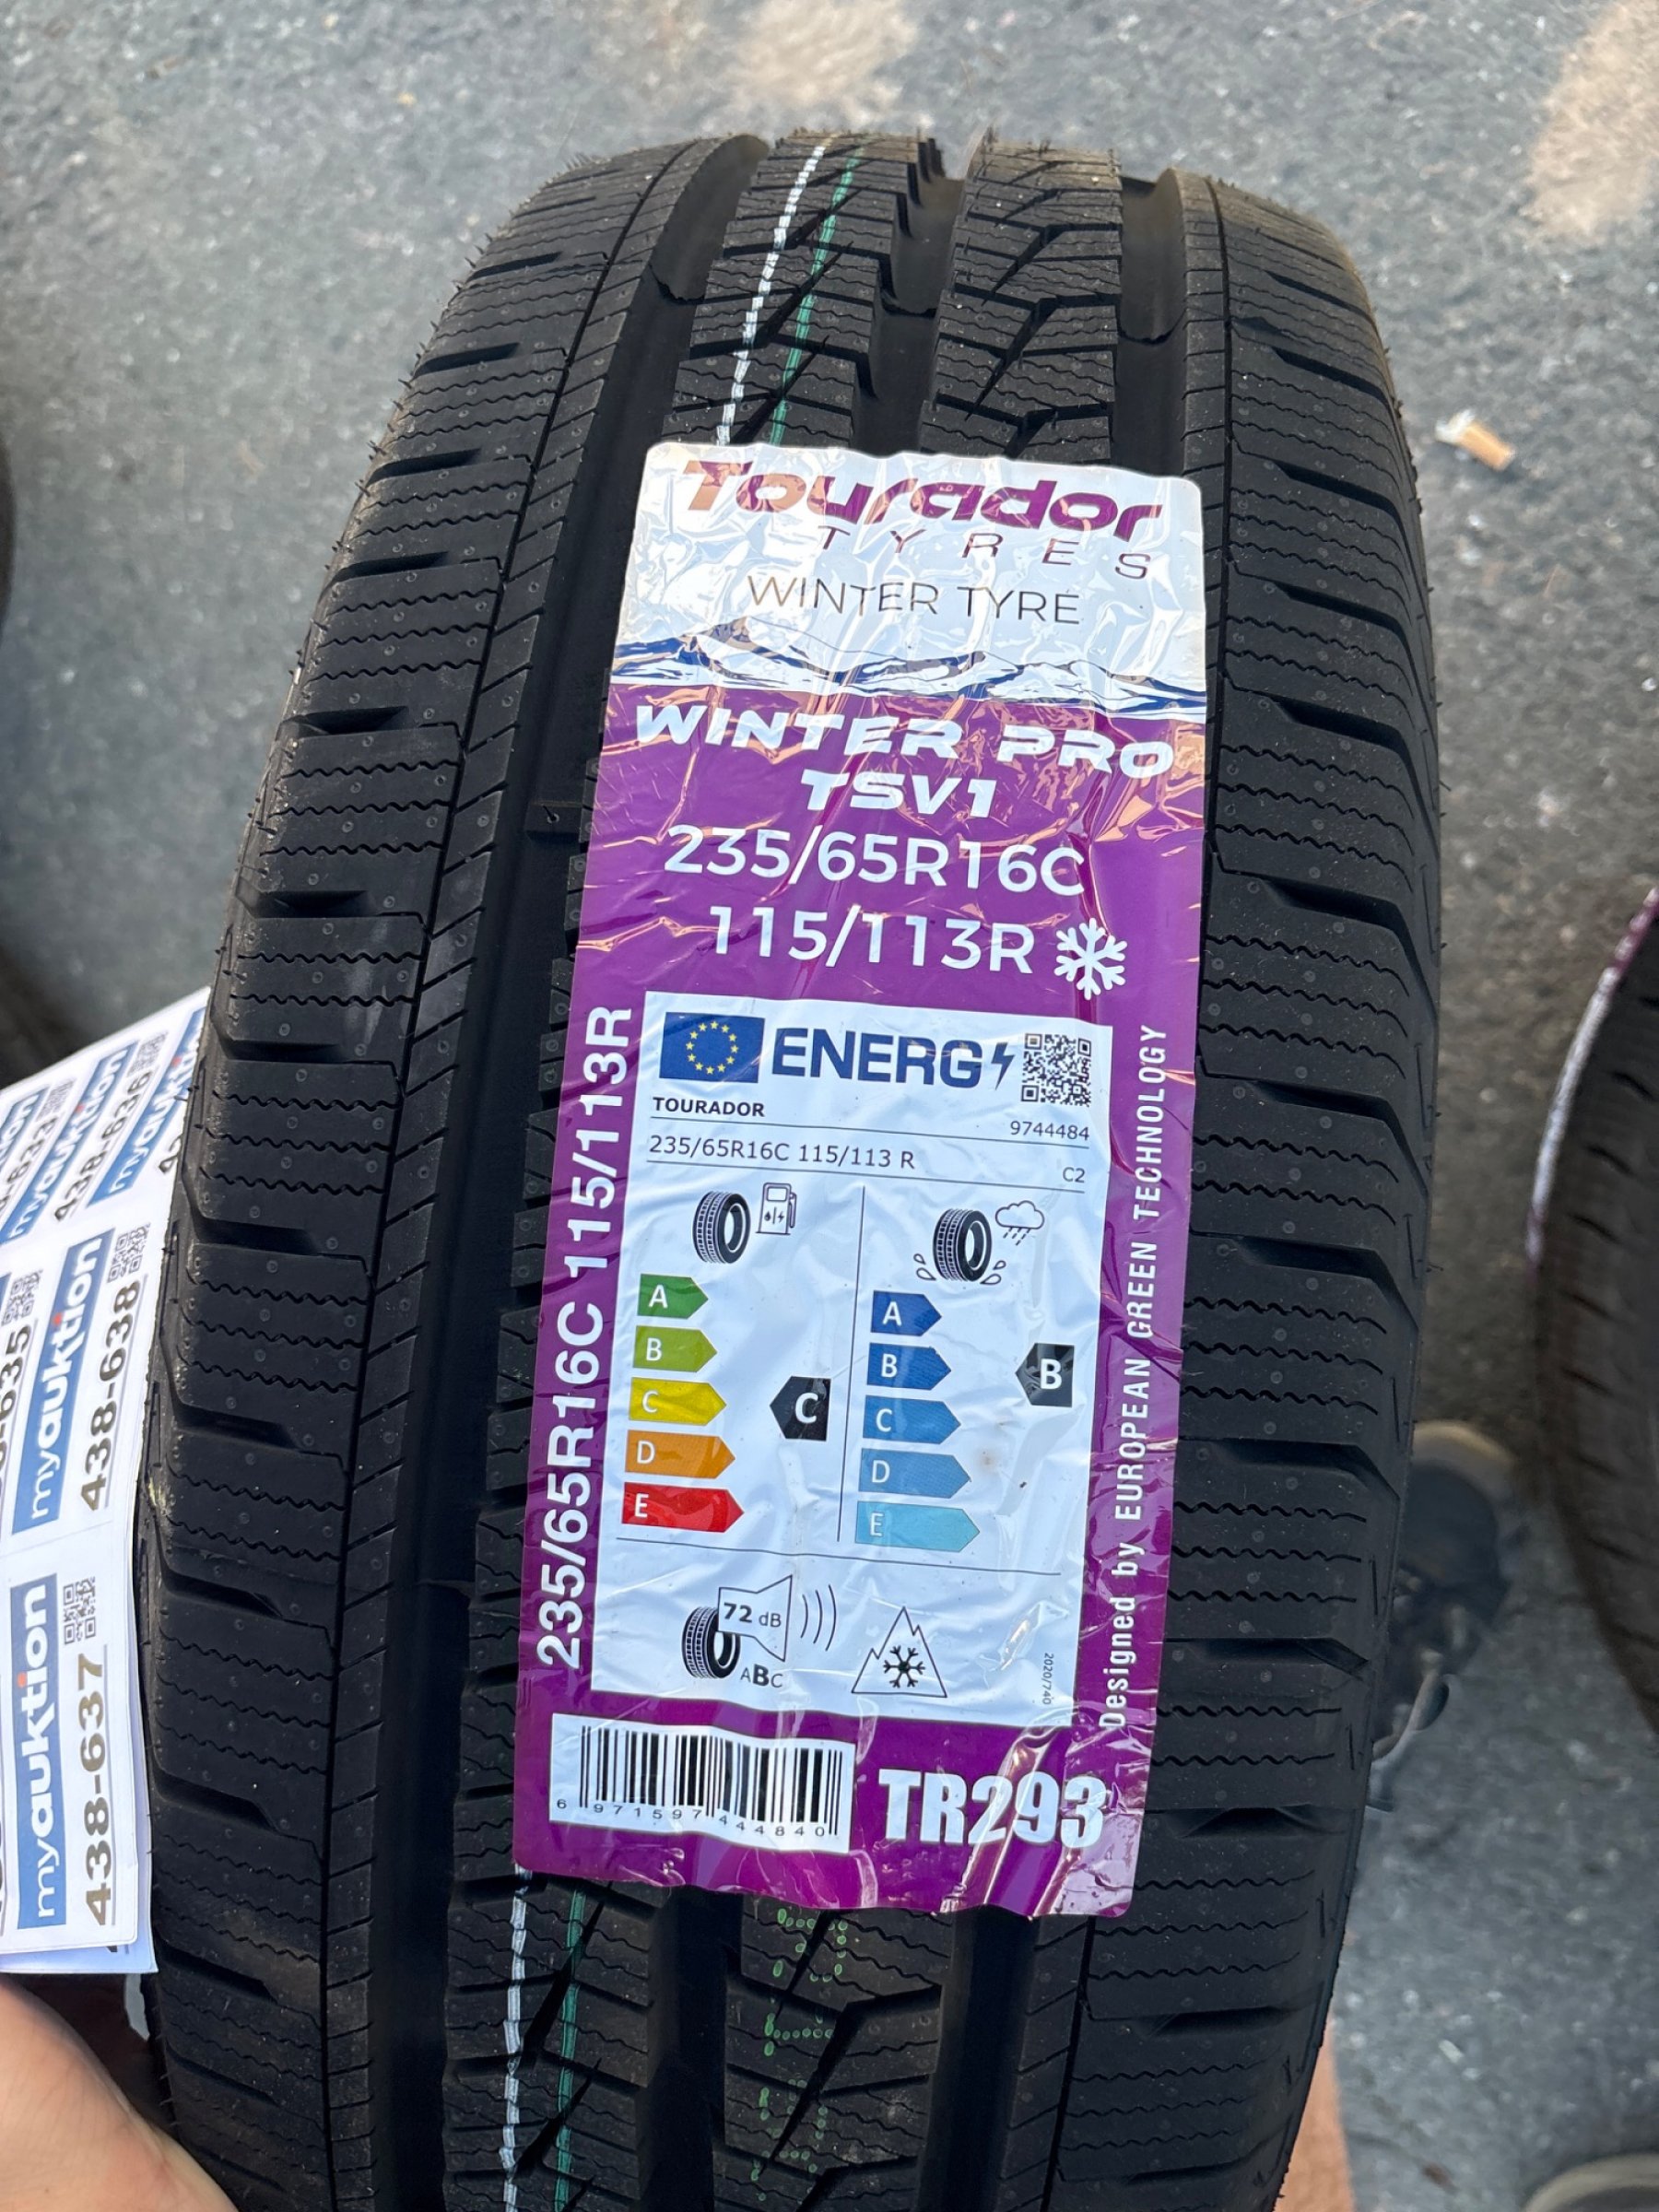 Tourador
TYRES
WINTER TYRE
WINTER PRO
TSV1
235/65R16C
115/113R
ENERG
TOURADOR
9744484
235/65R16C 115/113 R
C2
A
B
C
D
E
C
A
B
C
D
E
B
72 dB
ABC
2020/740
235/65R16C 115/113R
Designed by EUROPEAN GREEN TECHNOLOGY
6 971597 444840
TR293
myauktion
438-636
myauktion
myauktion
438-638
myauktion
438-637